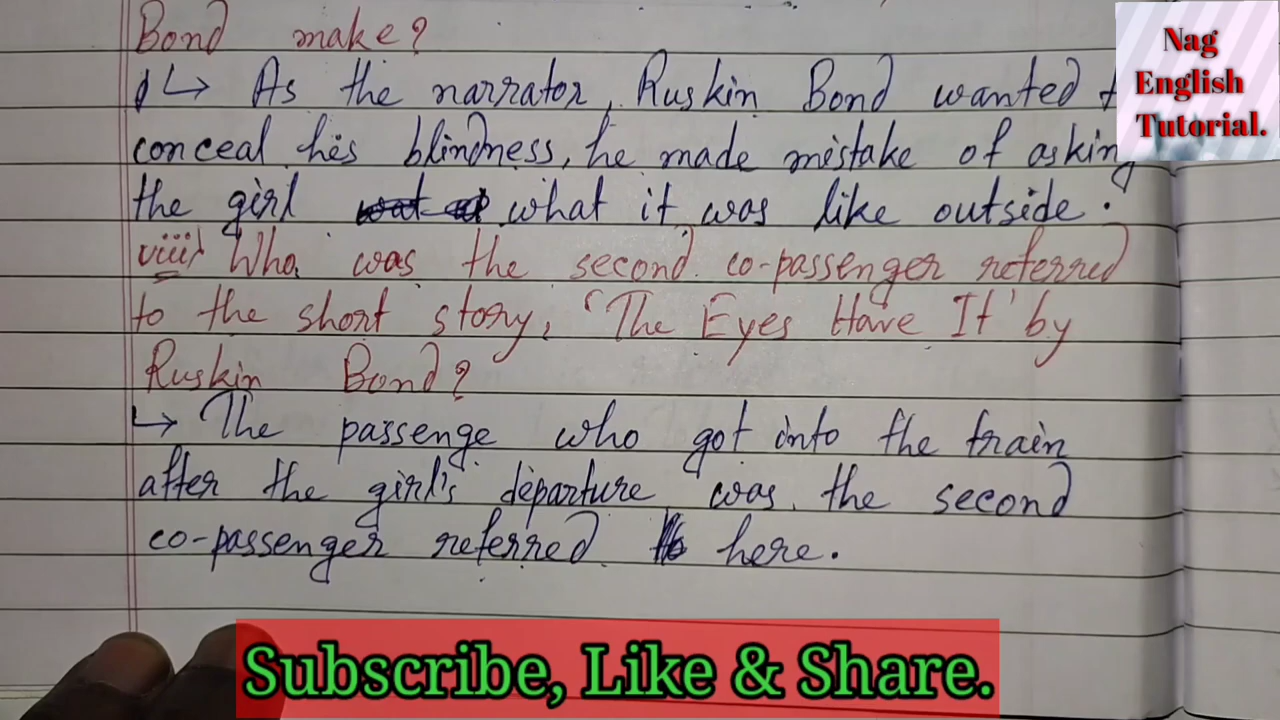 Bond make?
↳ As the narrator, Ruskin Bond wanted
conceal his blindness, he made mistake of asking
the girl what it was like outside.
viii) Who was the second co-passenger referred
to the short story, 'The Eyes Have It' by
Ruskin Bond?
↳ The passenge who got into the train
after the girl's departure was the second
co-passenger referred here.
Nag
English
Tutorial.
Subscribe, Like & Share.